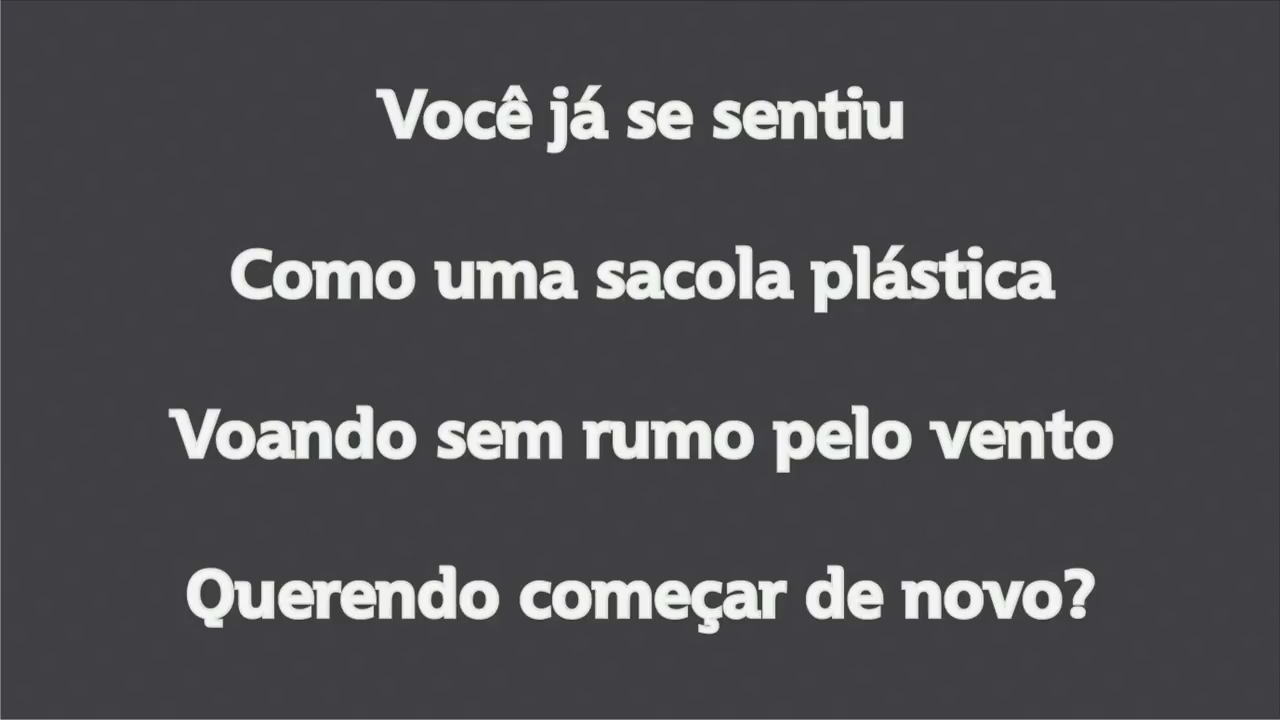 Você já se sentiu
Como uma sacola plástica
Voando sem rumo pelo vento
Querendo começar de novo?